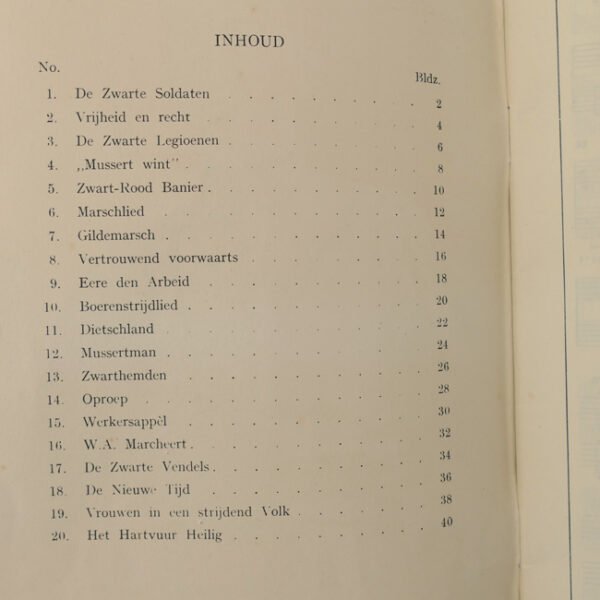 INHOUD
No. Bldz.
1. De Zwarte Soldaten . . . . . . . . 2
2. Vrijheid en recht . . . . . . . . 4
3. De Zwarte Legioenen . . . . . . . . 6
4. „Mussert wint” . . . . . . . . 8
5. Zwart-Rood Banier . . . . . . . . 10
6. Marschlied . . . . . . . . 12
7. Gildemarsch . . . . . . . . 14
8. Vertrouwend voorwaarts . . . . . . . . 16
9. Eere den Arbeid . . . . . . . . 18
10. Boerenstrijdlied . . . . . . . . 20
11. Dietschland . . . . . . . . 22
12. Mussertman . . . . . . . . 24
13. Zwarthemden . . . . . . . . 26
14. Oproep . . . . . . . . 28
15. Werkersappèl . . . . . . . . 30
16. W.A. Marcheert . . . . . . . . 32
17. De Zwarte Vendels . . . . . . . . 34
18. De Nieuwe Tijd . . . . . . . . 36
19. Vrouwen in een strijdend Volk . . . . . . 38
20. Het Hartvuur Heilig . . . . . . . . 40